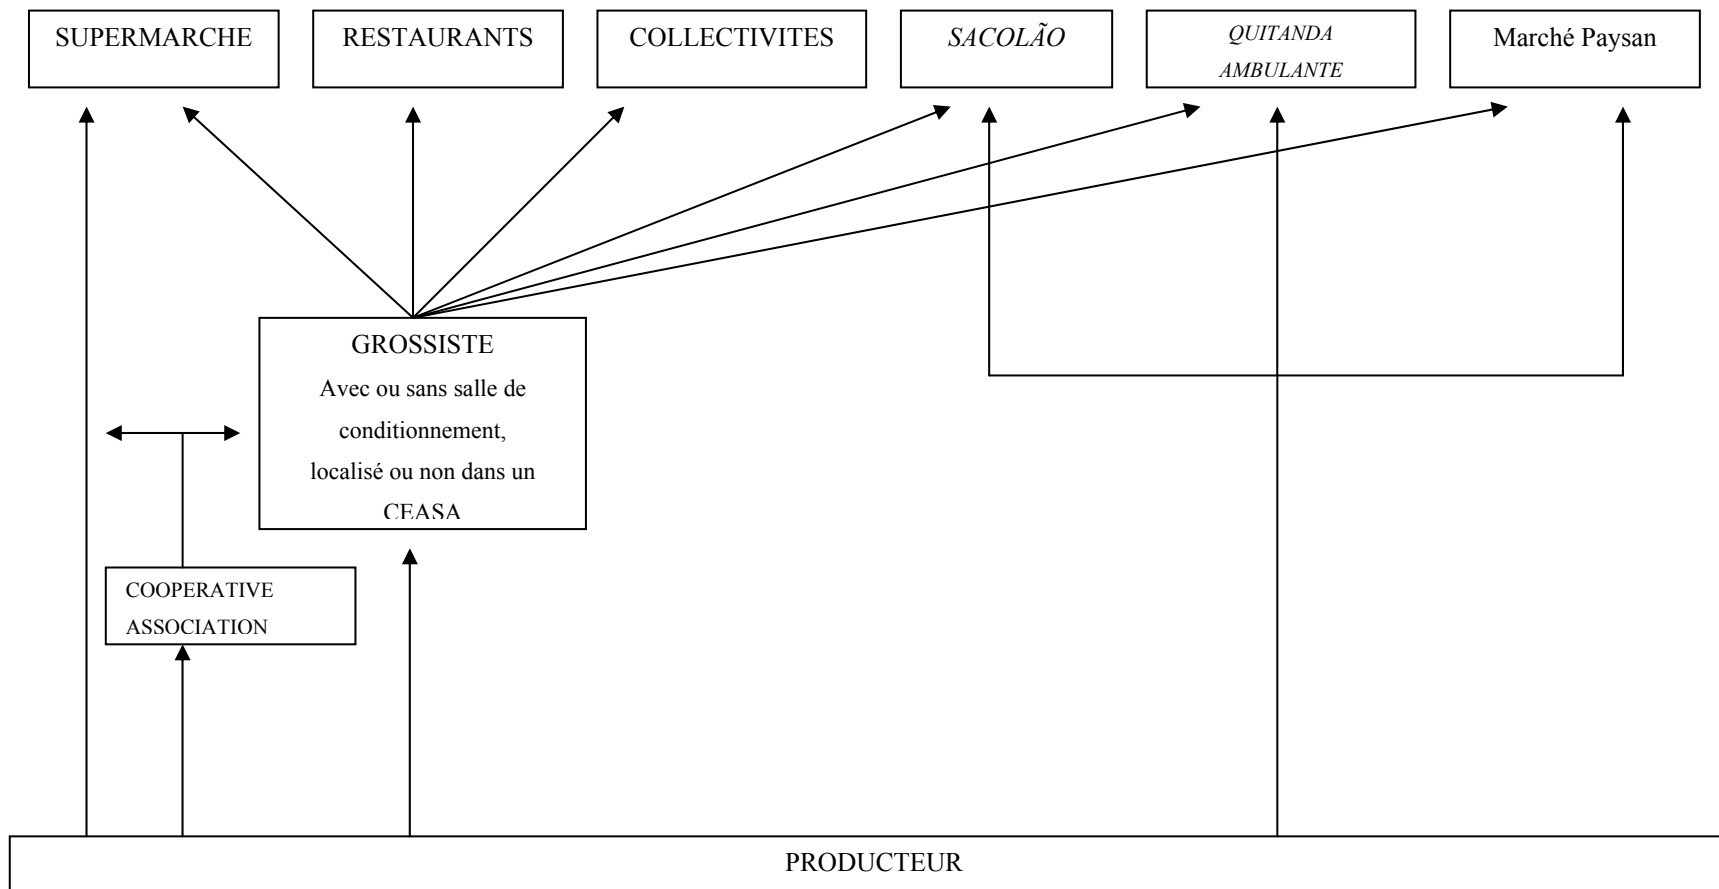 SUPERMARCHE
RESTAURANTS
COLLECTIVITES
SACOLÃO
QUITANDA
AMBULANTE
Marché Paysan
GROSSISTE
Avec ou sans salle de
conditionnement,
localisé ou non dans un
CEASA
COOPERATIVE
ASSOCIATION
PRODUCTEUR